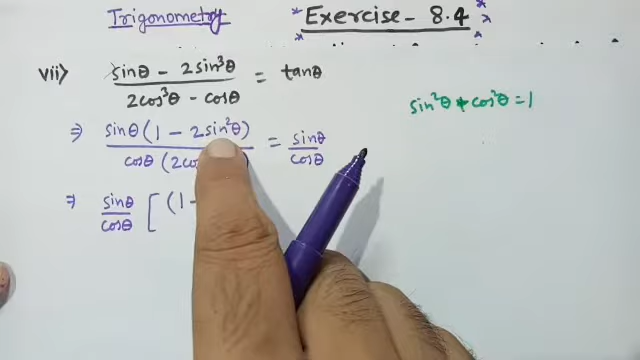 Trigonometry
*Exercise - 8.4*
vii) sinθ - 2sin³θ / 2cos³θ - cosθ = tanθ
sin²θ + cos²θ = 1
⇒ sinθ(1 - 2sin²θ) / cosθ(2co = sinθ / cosθ
⇒ sinθ / cosθ [(1 -